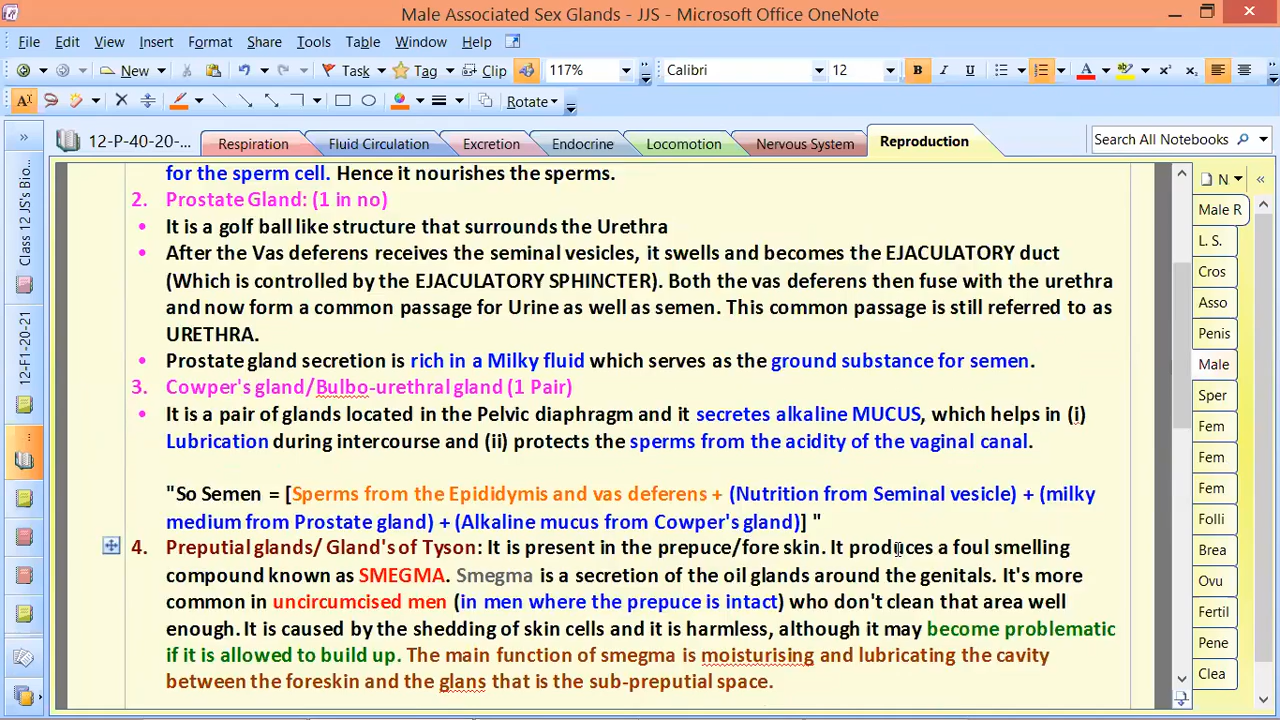 Male Associated Sex Glands - JJS - Microsoft Office OneNote
File Edit View Insert Format Share Tools Table Window Help
New Task Tag Clip 117% Calibri 12 B I U A
A Rotate
12-P-40-20-... Respiration Fluid Circulation Excretion Endocrine Locomotion Nervous System Reproduction Search All Notebooks
for the sperm cell. Hence it nourishes the sperms.
2. Prostate Gland: (1 in no)
• It is a golf ball like structure that surrounds the Urethra
• After the Vas deferens receives the seminal vesicles, it swells and becomes the EJACULATORY duct
(Which is controlled by the EJACULATORY SPHINCTER). Both the vas deferens then fuse with the urethra
and now form a common passage for Urine as well as semen. This common passage is still referred to as
URETHRA.
• Prostate gland secretion is rich in a Milky fluid which serves as the ground substance for semen.
3. Cowper's gland/Bulbo-urethral gland (1 Pair)
• It is a pair of glands located in the Pelvic diaphragm and it secretes alkaline MUCUS, which helps in (i)
Lubrication during intercourse and (ii) protects the sperms from the acidity of the vaginal canal.
"So Semen = [Sperms from the Epididymis and vas deferens + (Nutrition from Seminal vesicle) + (milky
medium from Prostate gland) + (Alkaline mucus from Cowper's gland)] "
4. Preputial glands/ Gland's of Tyson: It is present in the prepuce/fore skin. It produces a foul smelling
compound known as SMEGMA. Smegma is a secretion of the oil glands around the genitals. It's more
common in uncircumcised men (in men where the prepuce is intact) who don't clean that area well
enough. It is caused by the shedding of skin cells and it is harmless, although it may become problematic
if it is allowed to build up. The main function of smegma is moisturising and lubricating the cavity
between the foreskin and the glans that is the sub-preputial space.
Class 12 JJS's Bio...
12-F1-20-21
N
Male R
L. S.
Cros
Asso
Penis
Male
Sper
Fem
Fem
Fem
Folli
Brea
Ovu
Fertil
Pene
Clea